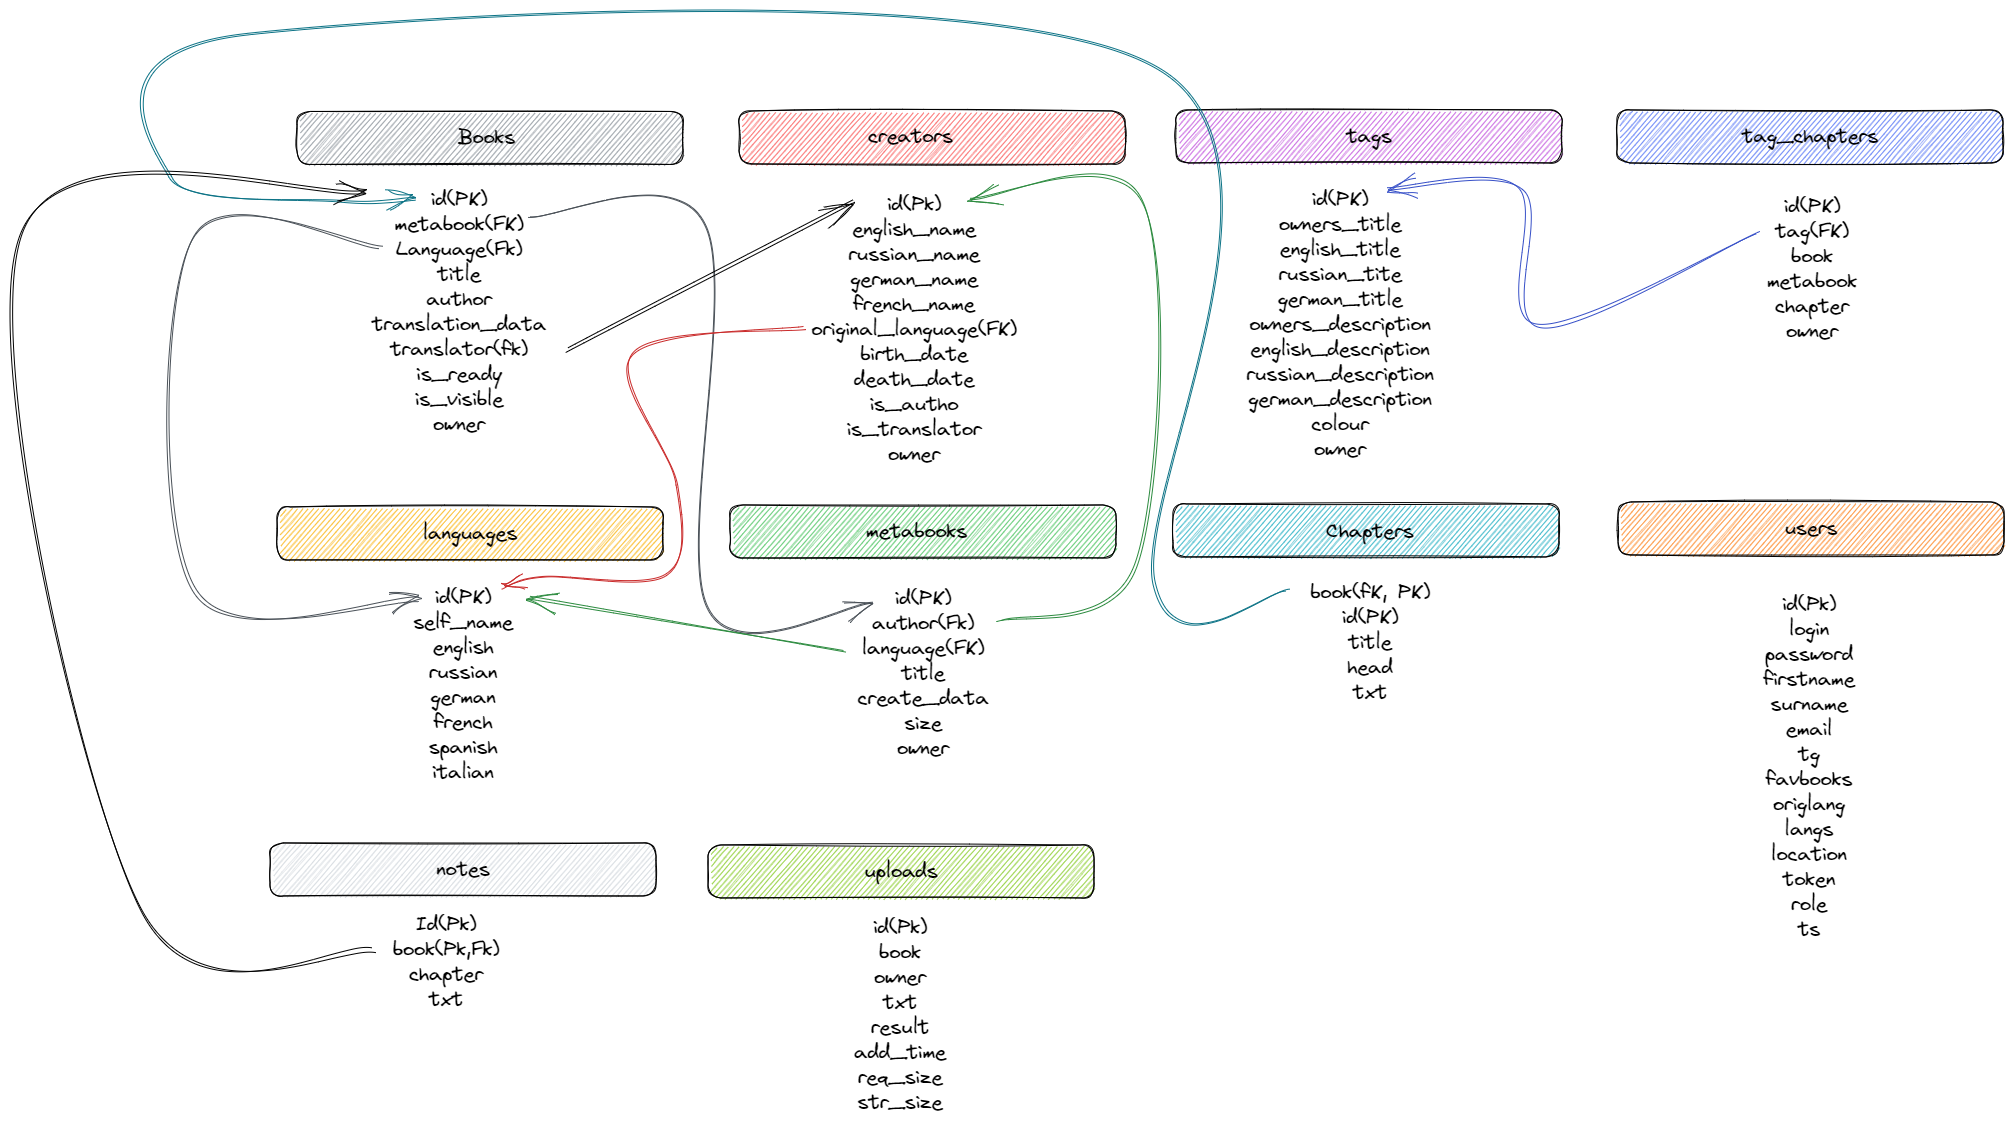 Books
id(PK)
metabook(FK)
Language(Fk)
title
author
translation_data
translator(fk)
is_ready
is_visible
owner
creators
id(Pk)
english_name
russian_name
german_name
french_name
original_language(FK)
birth_date
death_date
is_autho
is_translator
owner
tags
id(PK)
owners_title
english_title
russian_tite
german_title
owners_description
english_description
russian_description
german_description
colour
owner
tag_chapters
id(PK)
tag(FK)
book
metabook
chapter
owner
languages
id(PK)
self_name
english
russian
german
french
spanish
italian
metabooks
id(PK)
author(Fk)
language(FK)
title
create_data
size
owner
Chapters
book(fK, PK)
id(PK)
title
head
txt
users
id(Pk)
login
password
firstname
surname
email
tg
favbooks
origlang
langs
location
token
role
ts
notes
Id(Pk)
book(Pk,Fk)
chapter
txt
uploads
id(Pk)
book
owner
txt
result
add_time
req_size
str_size